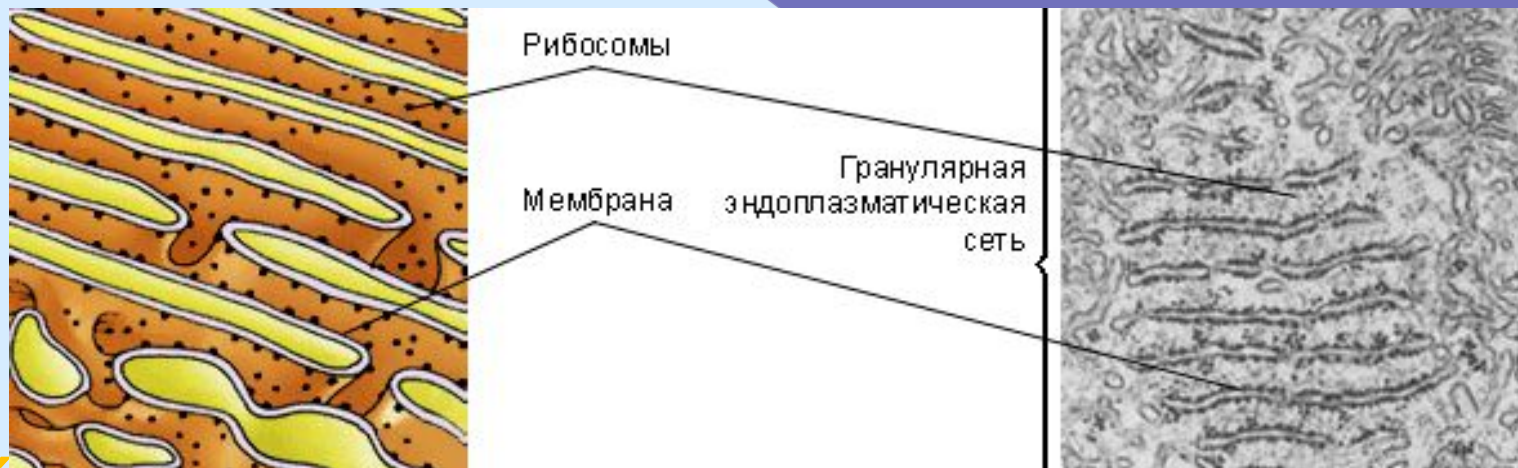 Рибосомы
Мембрана
Гранулярная
эндоплазматическая
сеть